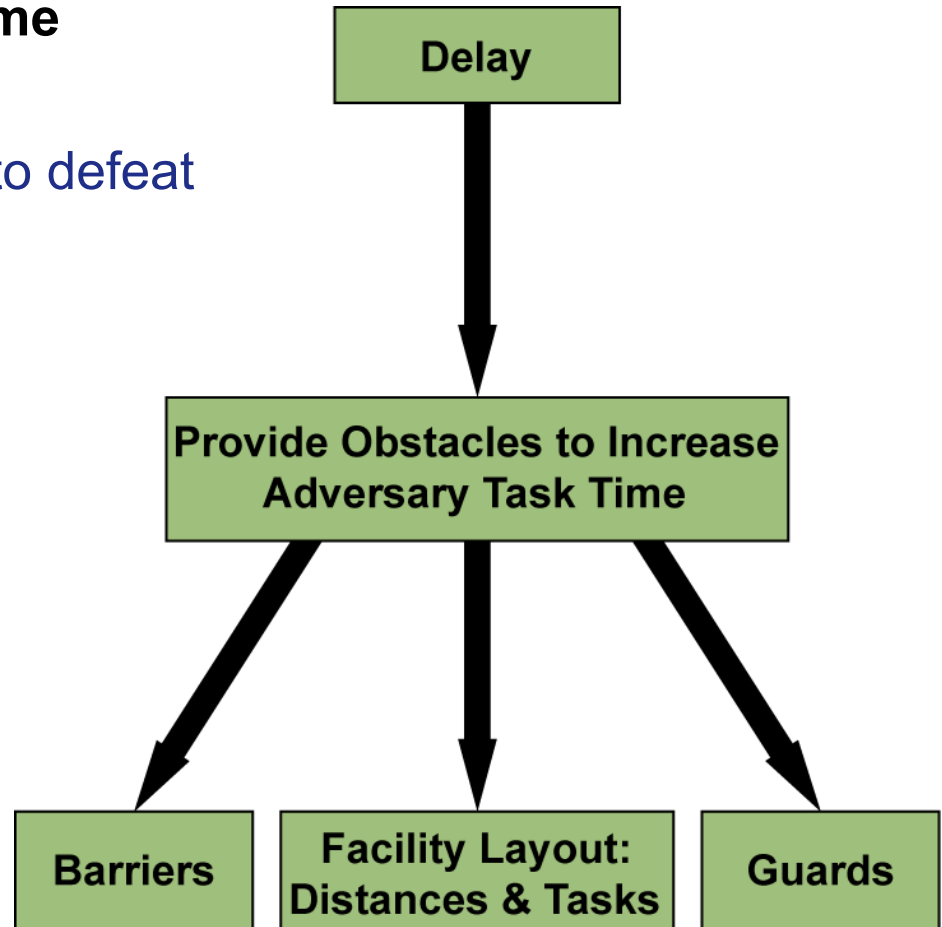 me
Delay
to defeat
Provide Obstacles to Increase
Adversary Task Time
Barriers
Facility Layout:
Distances & Tasks
Guards